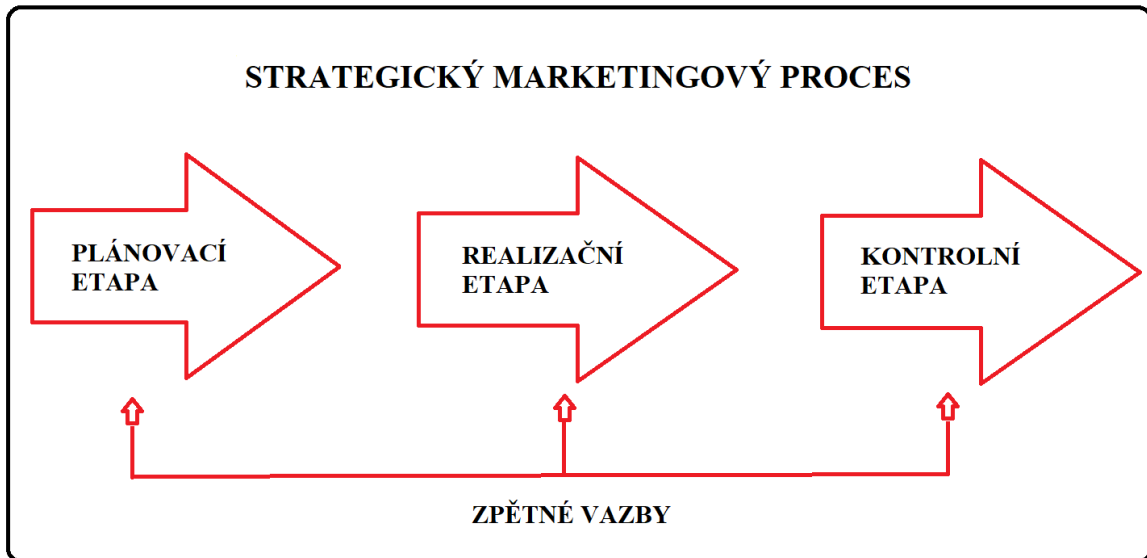 STRATEGICKÝ MARKETINGOVÝ PROCES
PLÁNOVACÍ
ETAPA
REALIZAČNÍ
ETAPA
KONTROLNÍ
ETAPA
ZPĚTNÉ VAZBY